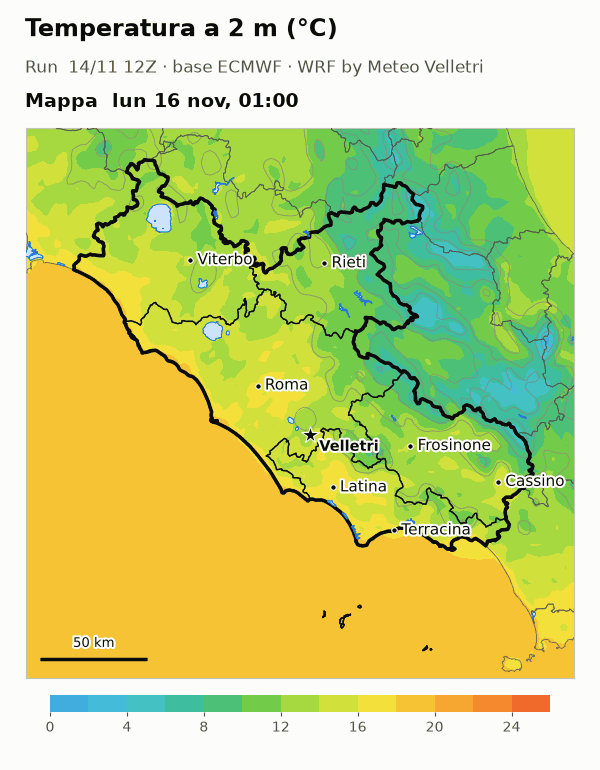 Temperatura a 2 m (°C)
Run  14/11 12Z · base ECMWF · WRF by Meteo Velletri
Mappa  lun 16 nov, 01:00
Viterbo
Rieti
Roma
Velletri
Frosinone
Cassino
Latina
Terracina
50 km
0 4 8 12 16 20 24